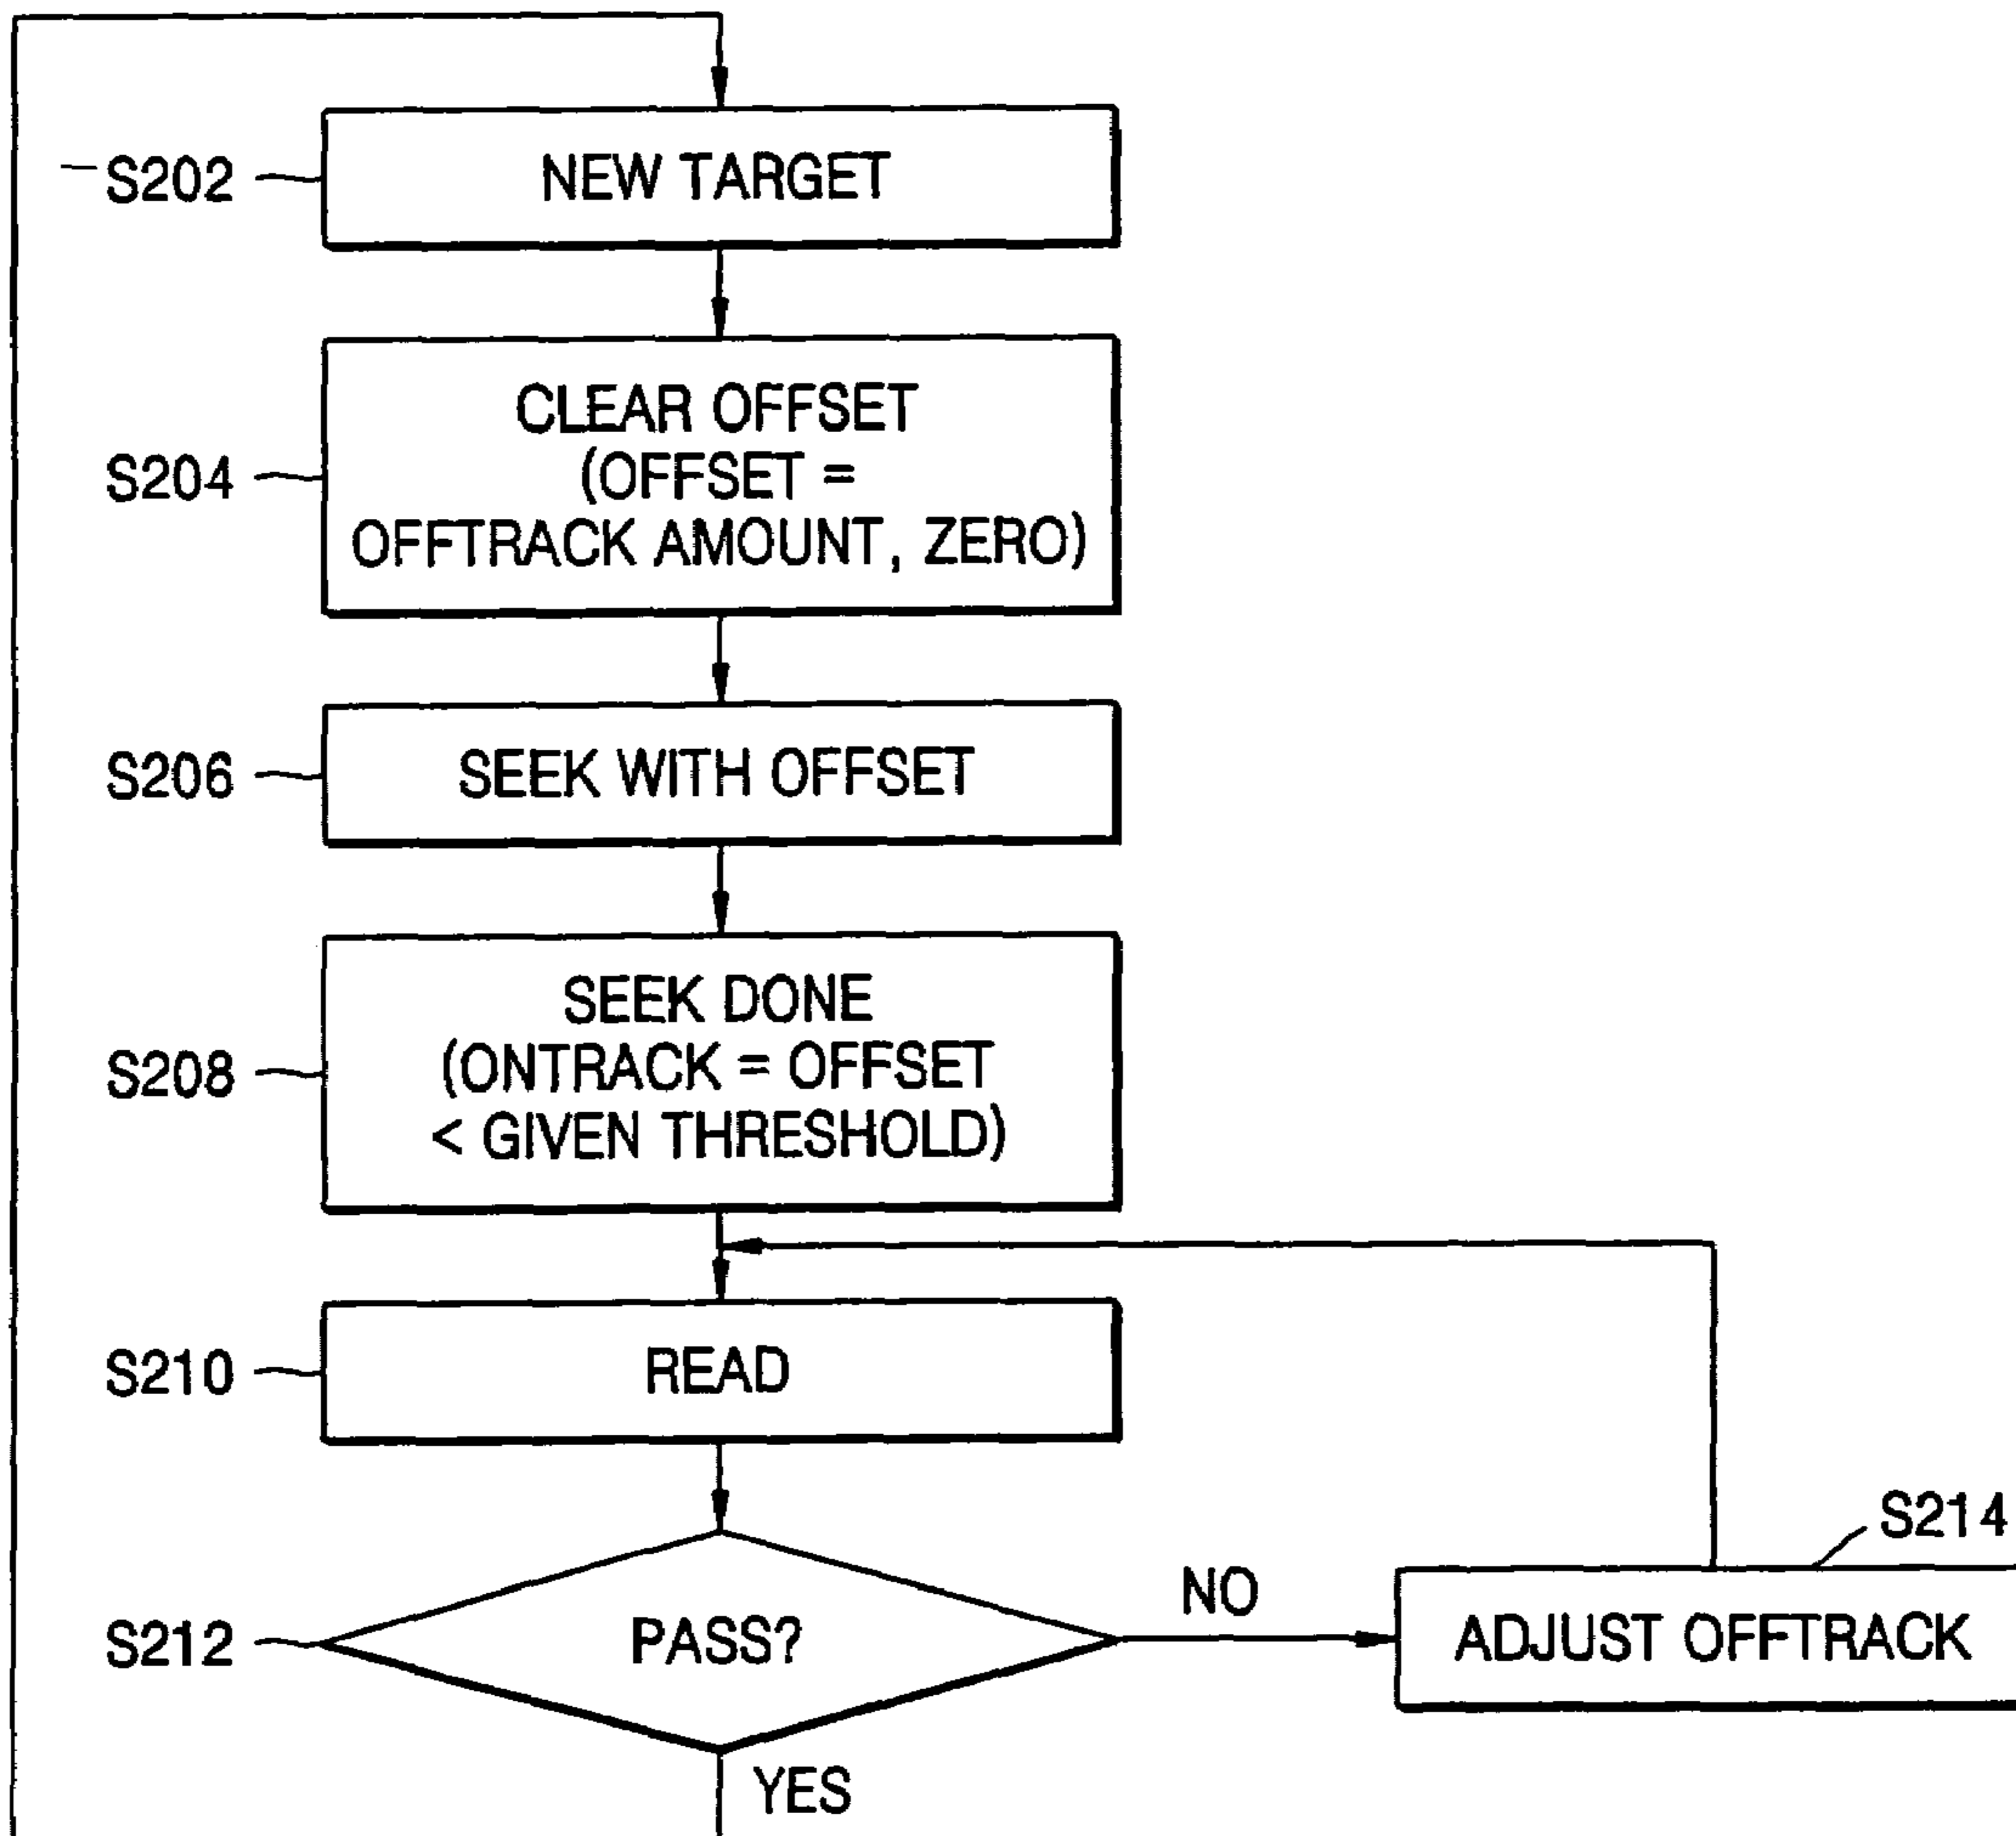 S202
NEW TARGET
S204
CLEAR OFFSET
(OFFSET =
OFFTRACK AMOUNT, ZERO)
S206
SEEK WITH OFFSET
S208
SEEK DONE
(ONTRACK = OFFSET
< GIVEN THRESHOLD)
S210
READ
S212
PASS?
NO
S214
ADJUST OFFTRACK
YES